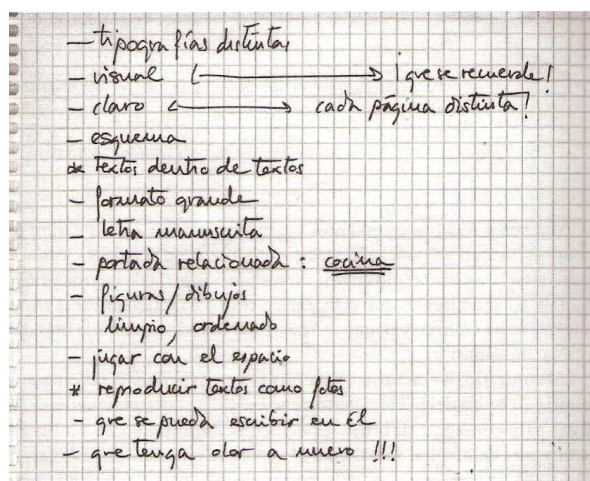 – tipografías distintas
– visual ⟵⟶ ¡que se recuerde!
– claro ⟵⟶ cada página distinta!
– esquema
* textos dentro de textos
– formato grande
– letra manuscrita
– portada relacionada: cocina
– figuras/dibujos
limpio, ordenado
– jugar con el espacio
* reproducir textos como fotos
– que se pueda escribir en Él
– que tenga olor a nuevo !!!